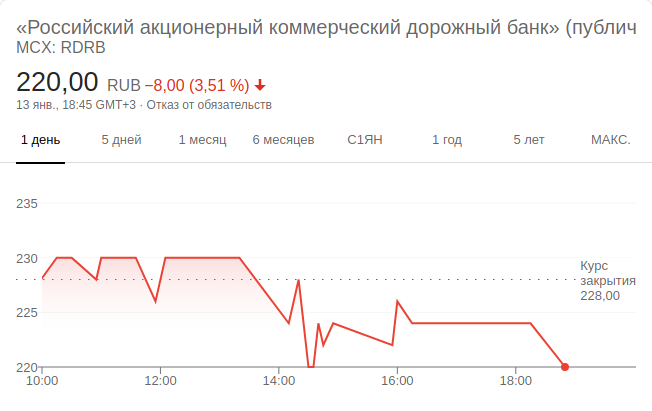 «Российский акционерный коммерческий дорожный банк» (публич
MCX: RDRB
220,00 RUB −8,00 (3,51 %)
13 янв., 18:45 GMT+3 · Отказ от обязательств
1 день 5 дней 1 месяц 6 месяцев С1ЯН 1 год 5 лет МАКС.
235
230
Курс
закрытия
228,00
225
220
10:00 12:00 14:00 16:00 18:00